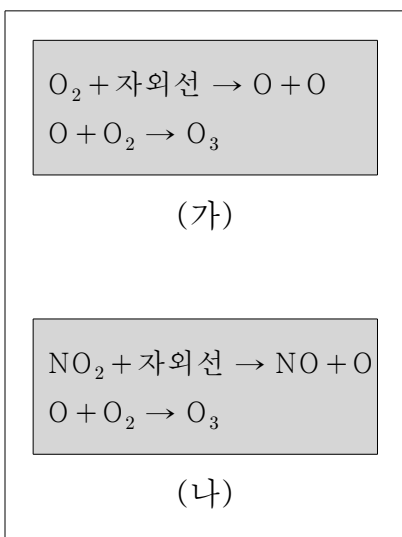 O₂ + 자외선 → O + O
O + O₂ → O₃
(가)
NO₂ + 자외선 → NO + O
O + O₂ → O₃
(나)